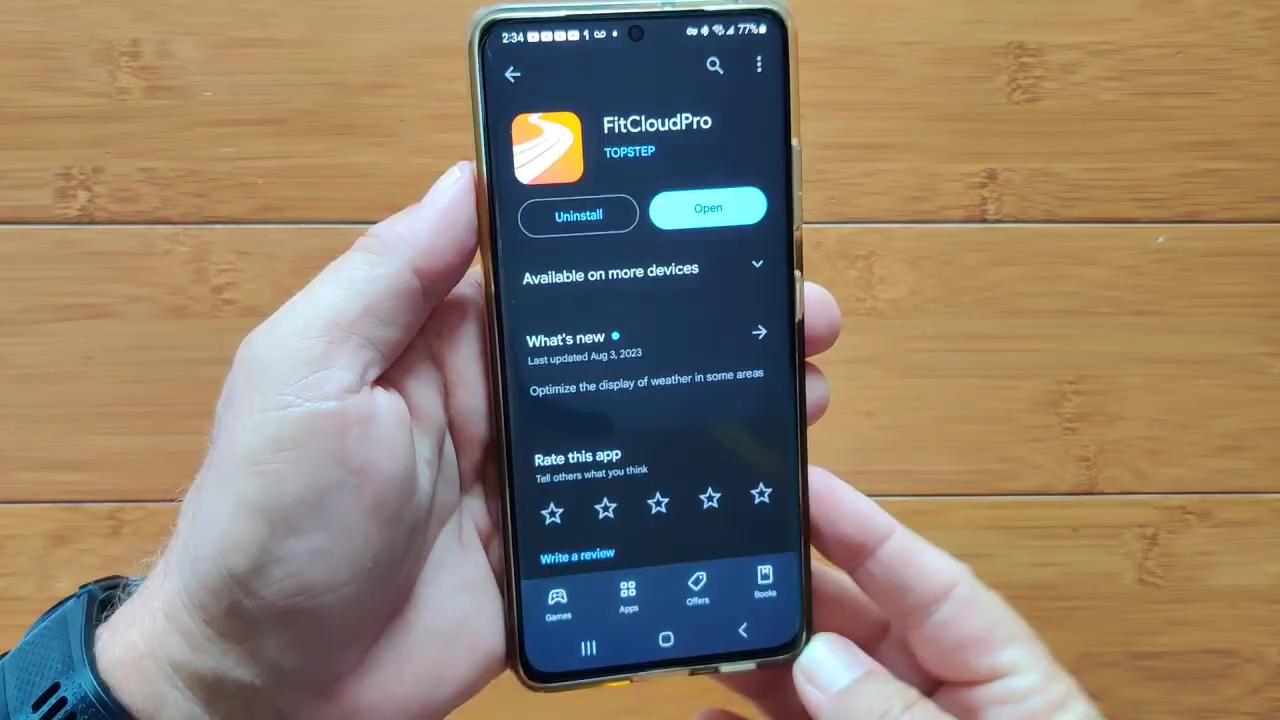 2:34
77%
FitCloudPro
TOPSTEP
Uninstall
Open
Available on more devices
What's new
Last updated Aug 3, 2023
Optimize the display of weather in some areas
Rate this app
Tell others what you think
Write a review
Games
Apps
Offers
Books